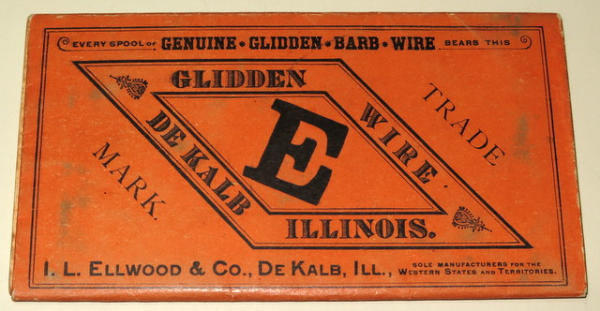 EVERY SPOOL OF GENUINE • GLIDDEN • BARB • WIRE BEARS THIS
GLIDDEN
WIRE
DE KALB
ILLINOIS.
E
TRADE
MARK.
I. L. ELLWOOD & CO., DE KALB, ILL., SOLE MANUFACTURERS FOR THE
WESTERN STATES AND TERRITORIES.